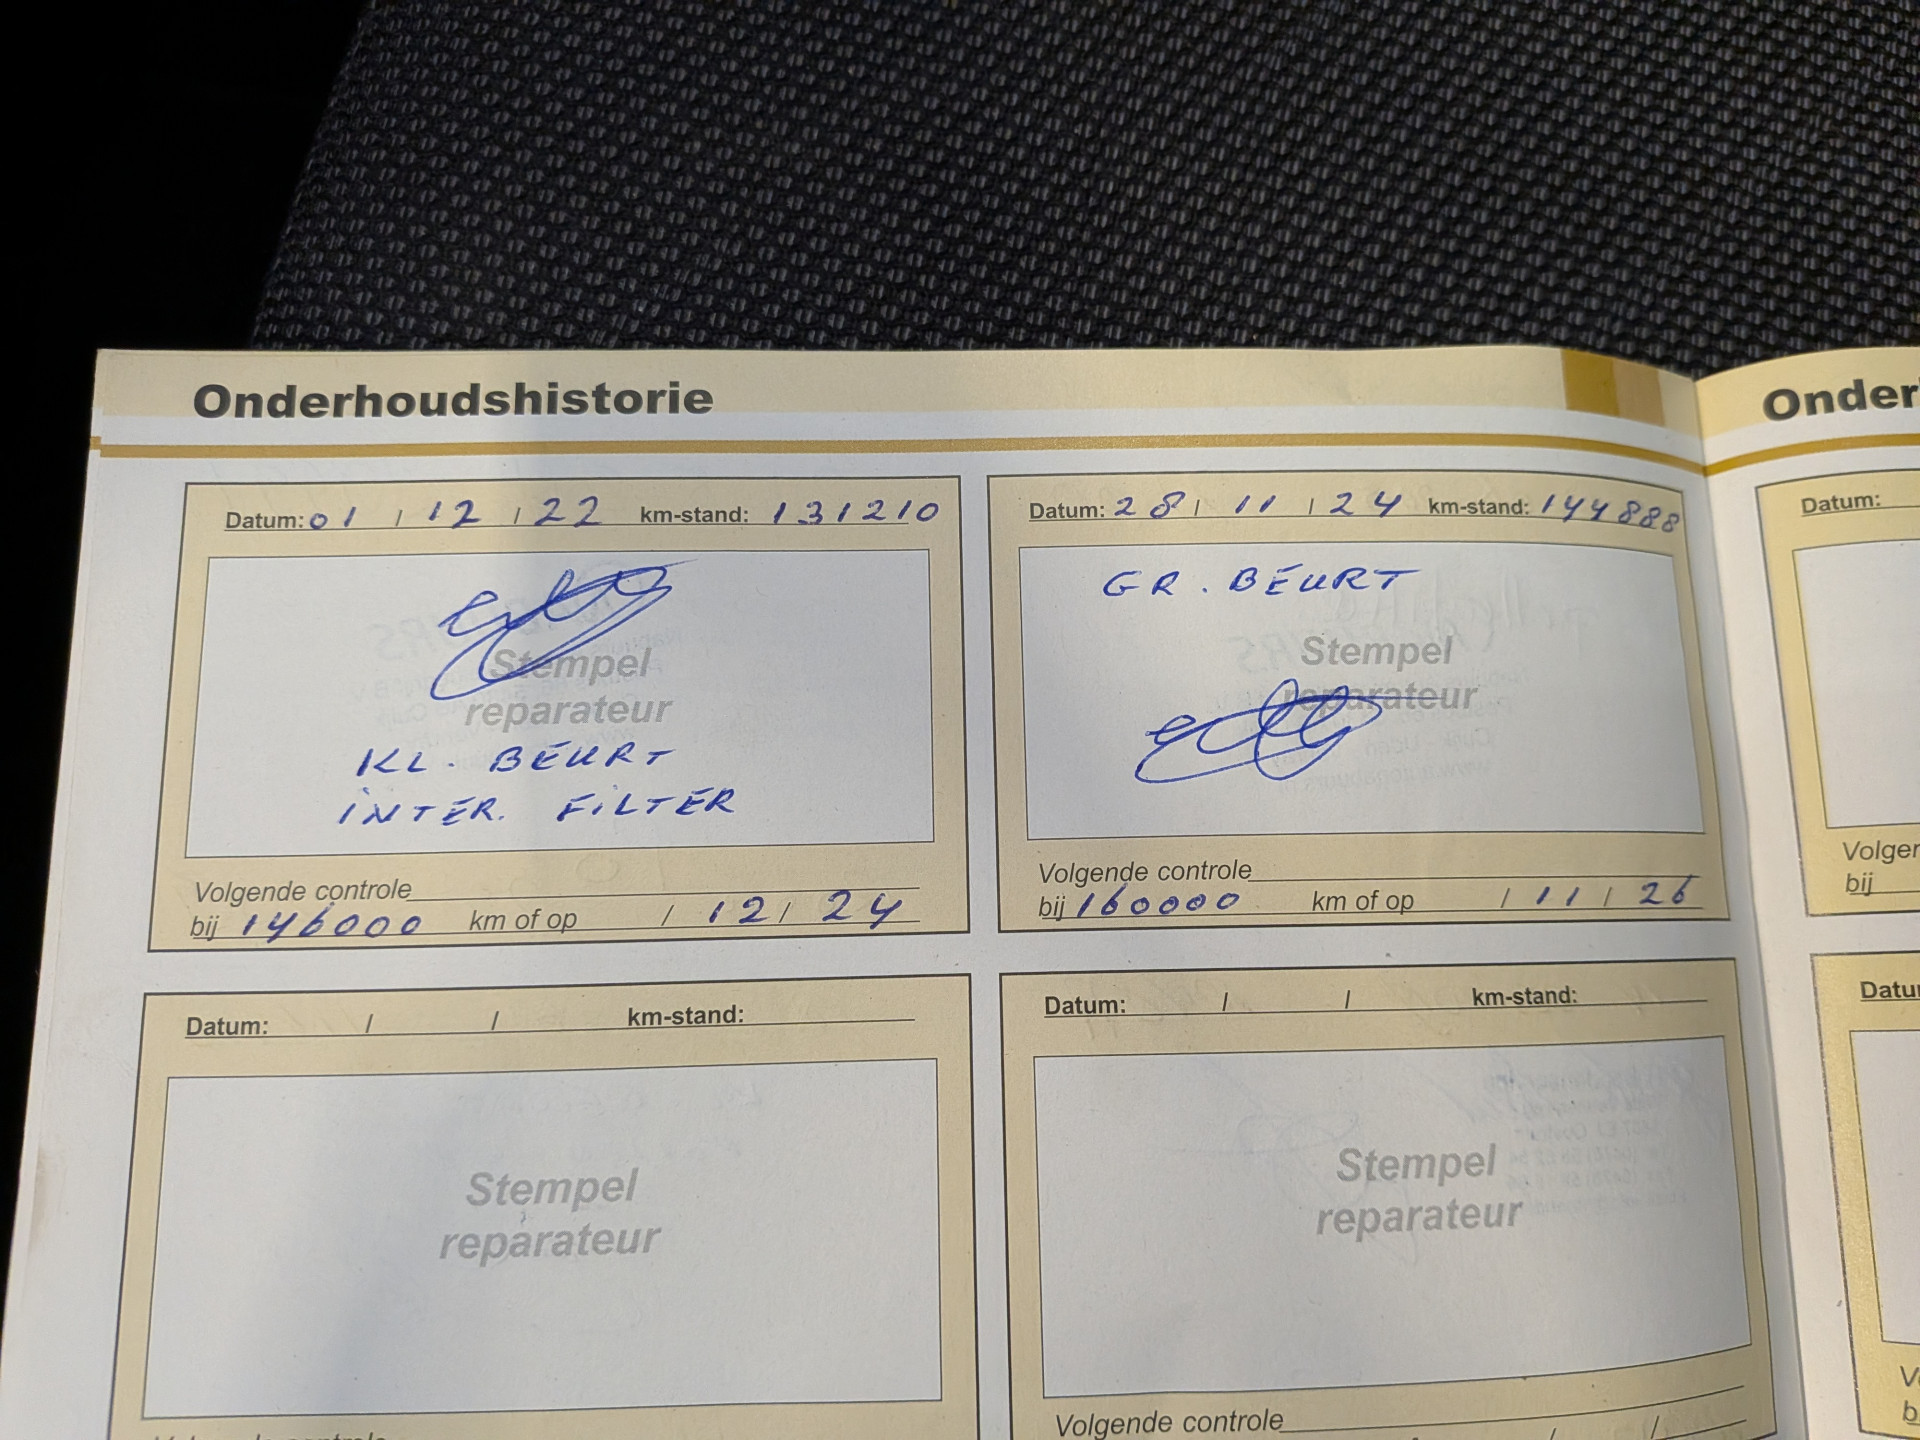 Onderhoudshistorie
Datum: 01 / 12 / 22 km-stand: 131210
Stempel
reparateur
KL. BEURT
INTER. FILTER
Volgende controle
bij 146000 km of op / 12 / 24
Datum: 28 / 11 / 24 km-stand: 144888
GR. BEURT
Stempel
reparateur
Volgende controle
bij 160000 km of op / 11 / 26
Datum: / / km-stand:
Stempel
reparateur
Datum: / / km-stand:
Stempel
reparateur
Volgende controle
Datum:
bij